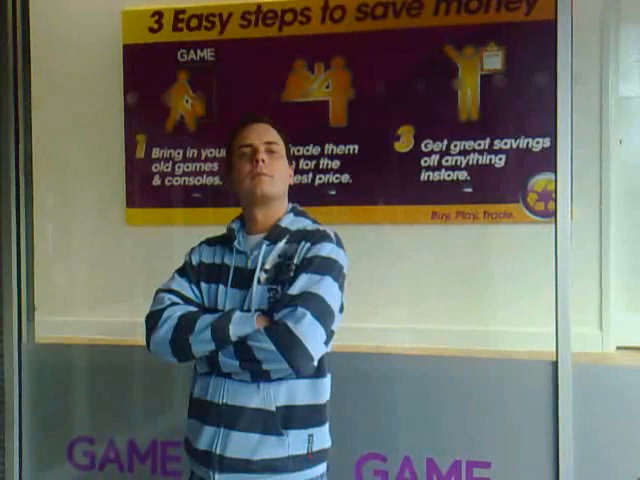 3 Easy steps to save money
GAME
1 Bring in your
old games
& consoles.
rade them
for the
est price.
3 Get great savings
off anything
instore.
Buy. Play. Trade.
GAME GAME